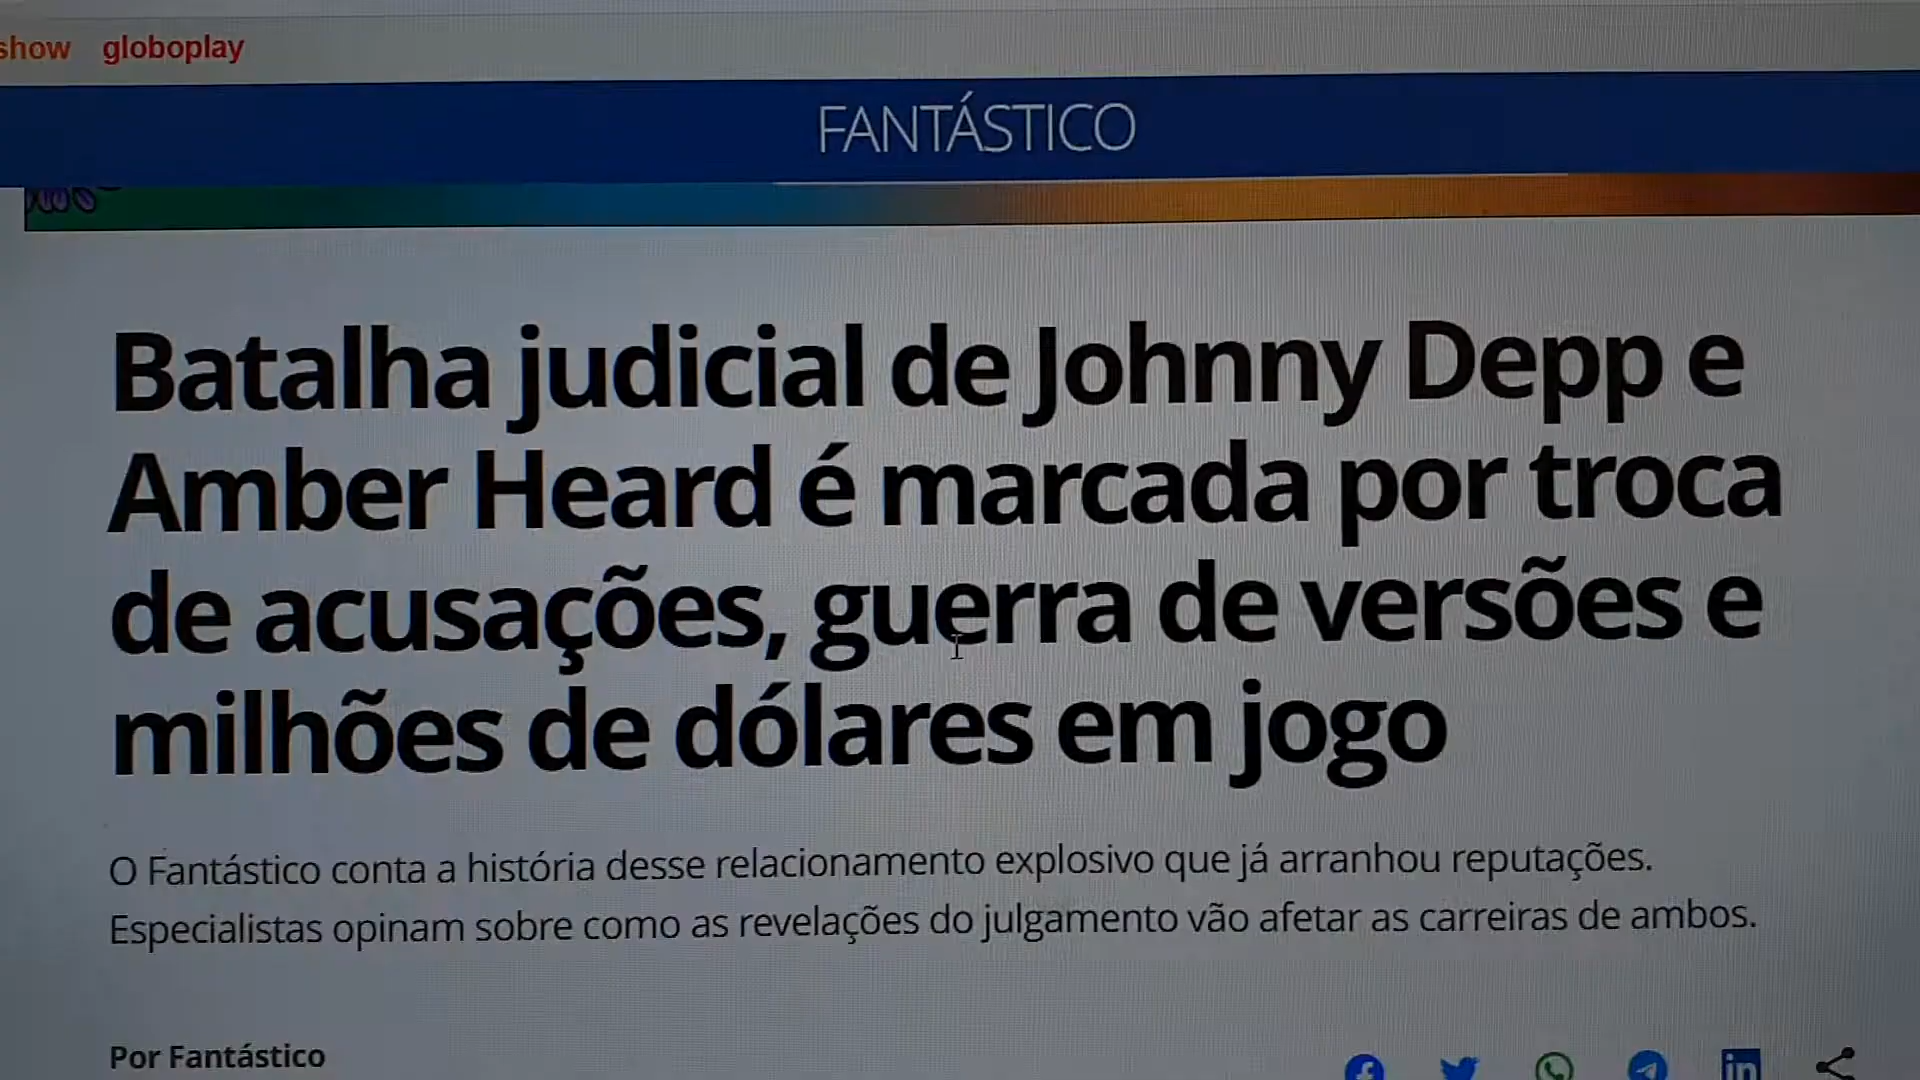 show globoplay
FANTÁSTICO
Batalha judicial de Johnny Depp e
Amber Heard é marcada por troca
de acusações, guerra de versões e
milhões de dólares em jogo
O Fantástico conta a história desse relacionamento explosivo que já arranhou reputações.
Especialistas opinam sobre como as revelações do julgamento vão afetar as carreiras de ambos.
Por Fantástico
in